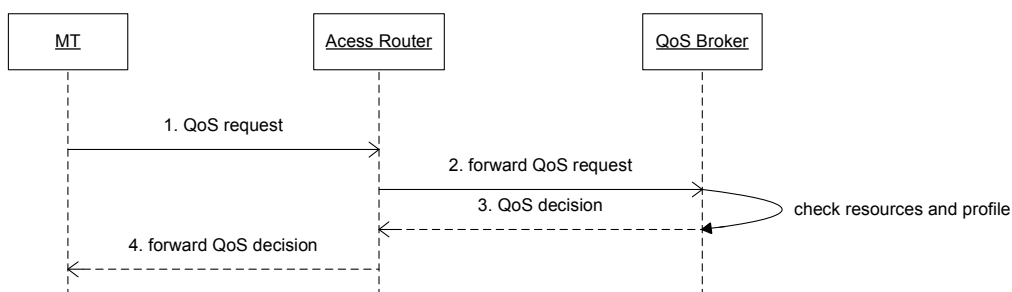 MT
Acess Router
QoS Broker
1. QoS request
2. forward QoS request
3. QoS decision
check resources and profile
4. forward QoS decision